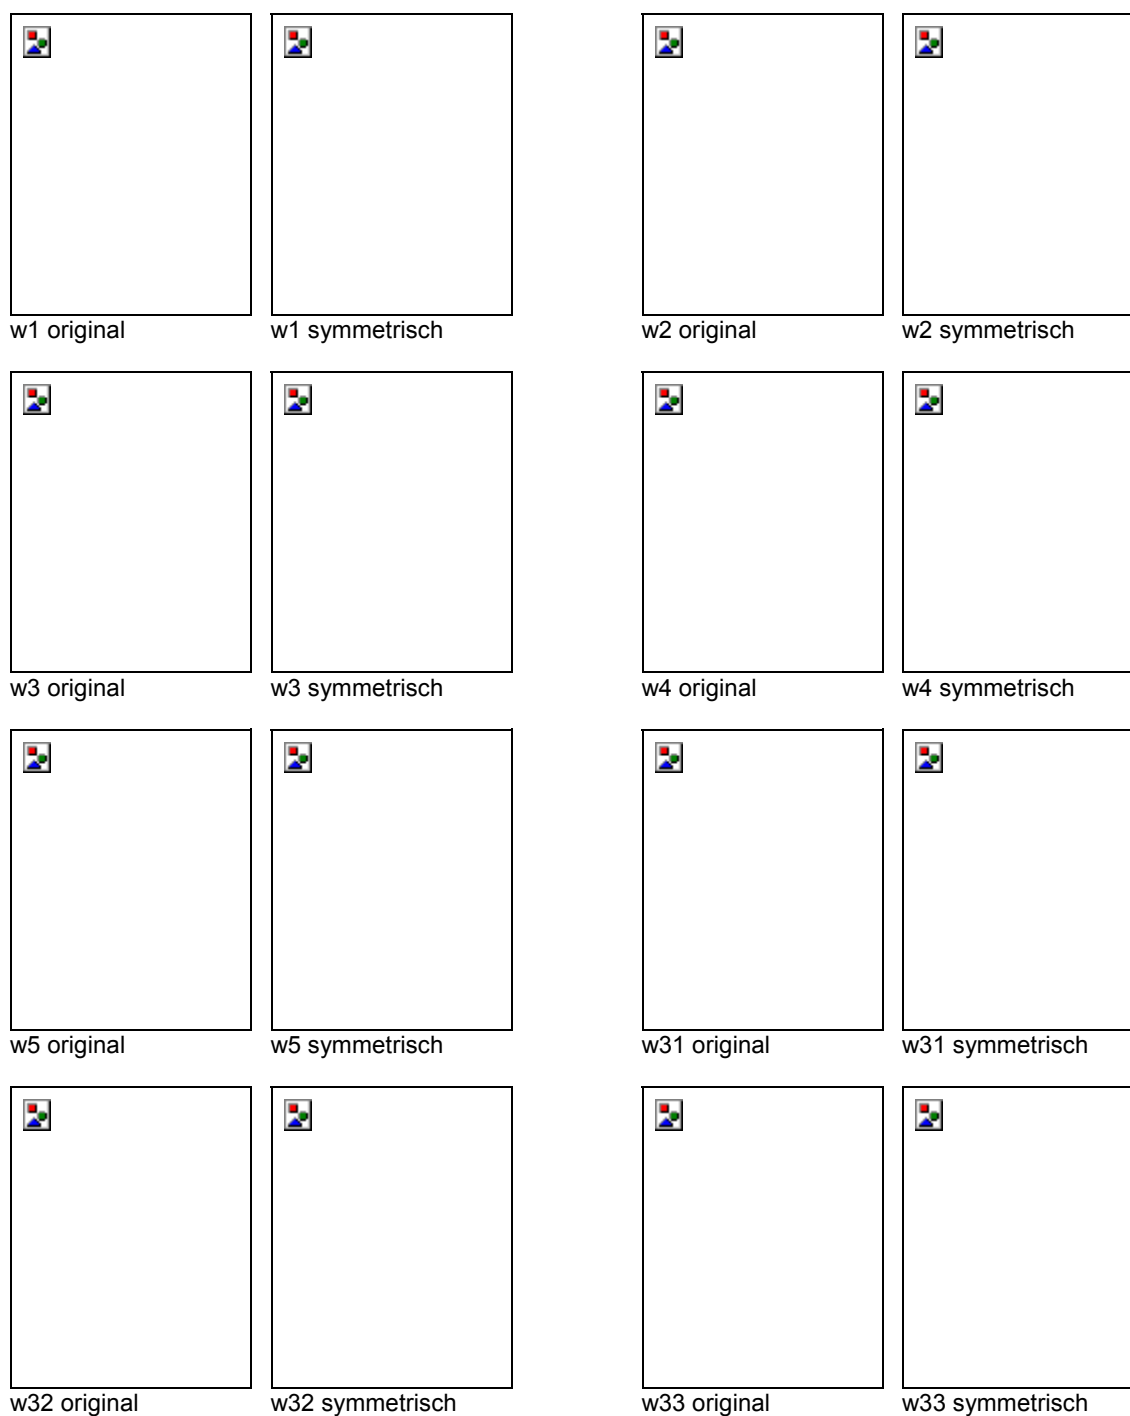 w1 original w1 symmetrisch w2 original w2 symmetrisch
w3 original w3 symmetrisch w4 original w4 symmetrisch
w5 original w5 symmetrisch w31 original w31 symmetrisch
w32 original w32 symmetrisch w33 original w33 symmetrisch